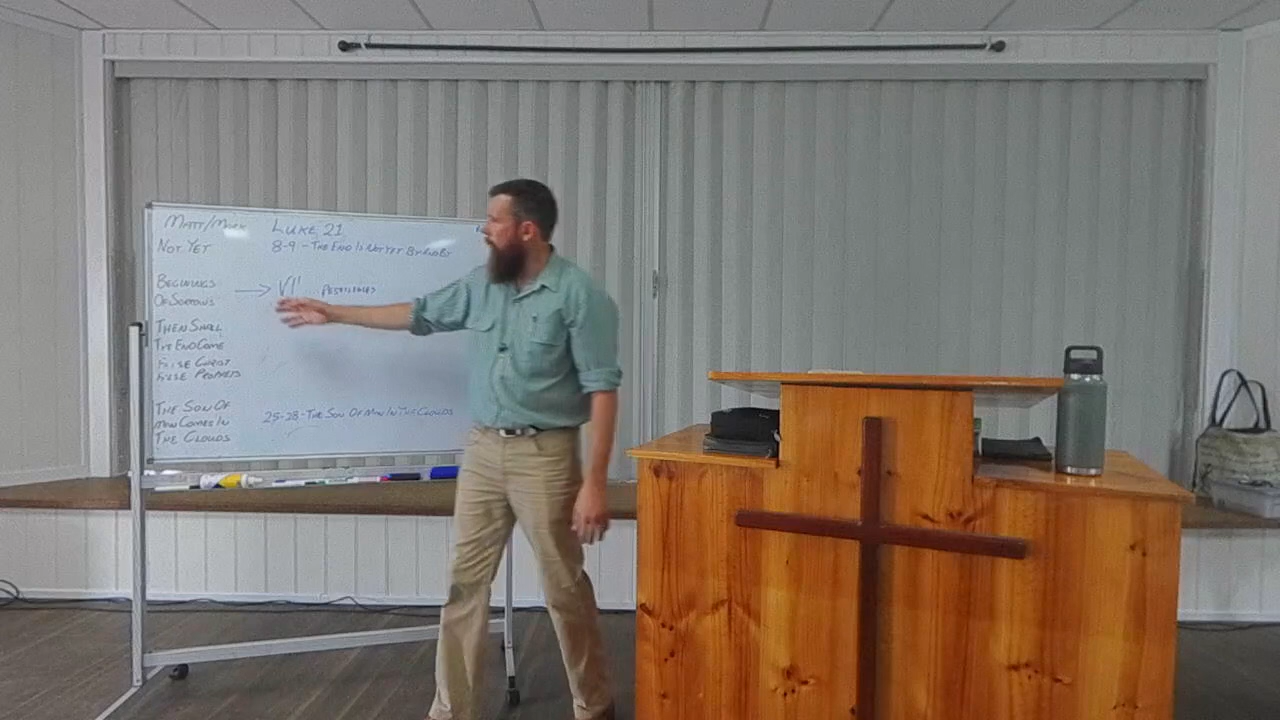 MATT/MARK LUKE 21
NOT YET 8-9 - THE END IS NOT YET BY AND BY
BEGINNINGS
OF SORROWS → V11 ... PESTILENCES
THEN SHALL
THE END COME
FALSE CHRIST
FALSE PROPHETS
THE SON OF
MAN COMES IN
THE CLOUDS
25-28 - THE SON OF MAN IN THE CLOUDS